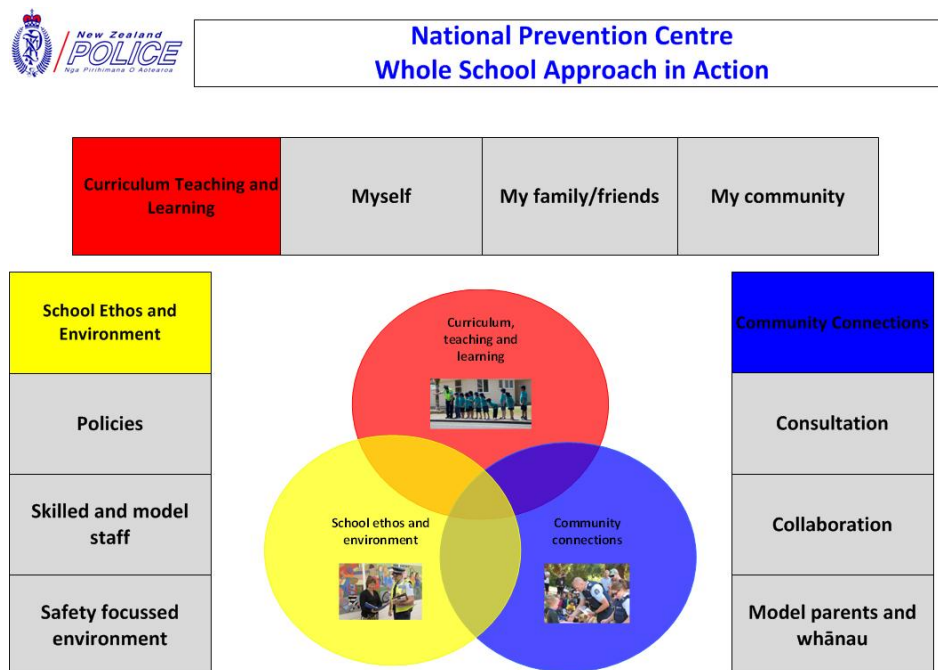 New Zealand
POLICE
Nga Pirihimana O Aotearoa
National Prevention Centre
Whole School Approach in Action
Curriculum Teaching and
Learning
Myself
My family/friends
My community
School Ethos and
Environment
Policies
Skilled and model
staff
Safety focussed
environment
Curriculum,
teaching and
learning
School ethos and
environment
Community
connections
Community Connections
Consultation
Collaboration
Model parents and
whānau